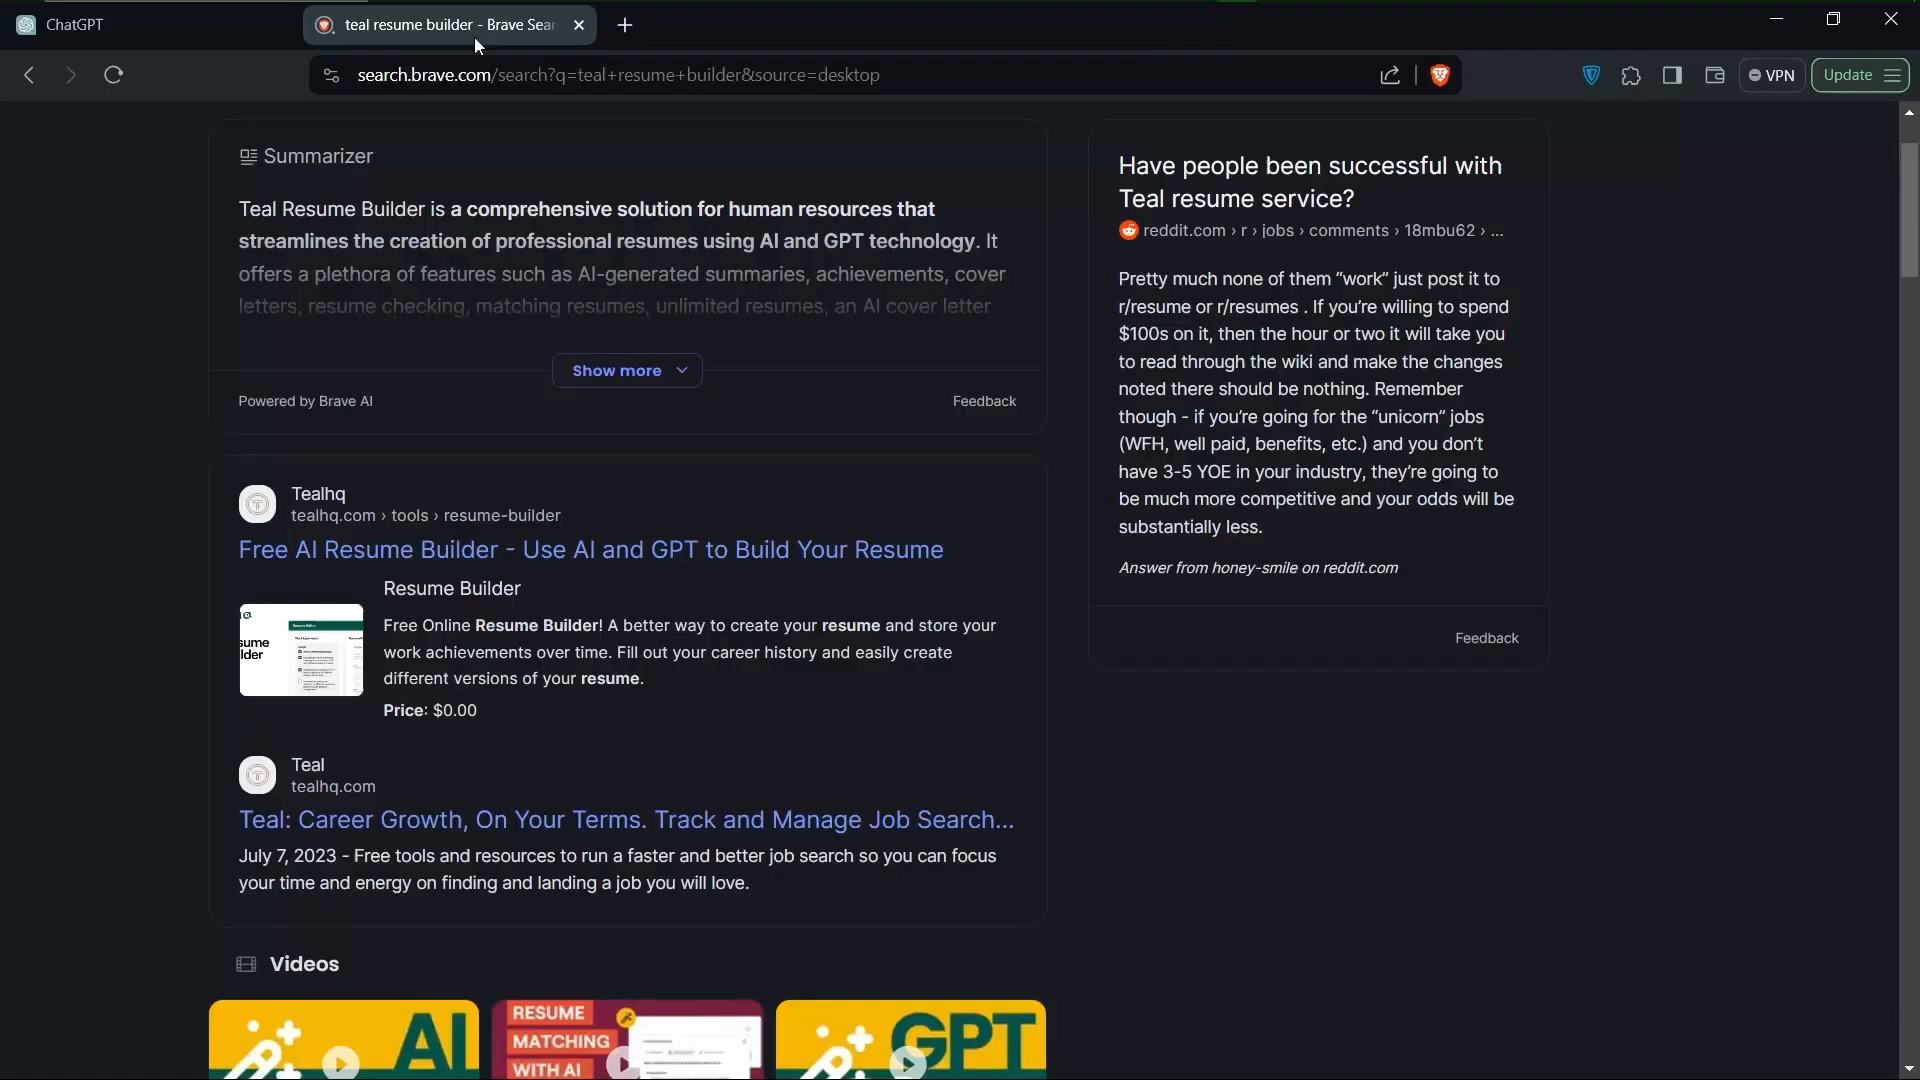 ChatGPT
teal resume builder - Brave Sear
search.brave.com/search?q=teal+resume+builder&source=desktop
VPN
Update
Summarizer
Teal Resume Builder is a comprehensive solution for human resources that
streamlines the creation of professional resumes using AI and GPT technology. It
offers a plethora of features such as AI-generated summaries, achievements, cover
letters, resume checking, matching resumes, unlimited resumes, an AI cover letter
Show more
Powered by Brave AI
Feedback
Tealhq
tealhq.com › tools › resume-builder
Free AI Resume Builder - Use AI and GPT to Build Your Resume
Resume Builder
Free Online Resume Builder! A better way to create your resume and store your
work achievements over time. Fill out your career history and easily create
different versions of your resume.
Price: $0.00
Teal
tealhq.com
Teal: Career Growth, On Your Terms. Track and Manage Job Search...
July 7, 2023 - Free tools and resources to run a faster and better job search so you can focus
your time and energy on finding and landing a job you will love.
Videos
AI
RESUME
MATCHING
WITH AI
GPT
Have people been successful with
Teal resume service?
reddit.com › r › jobs › comments › 18mbu62 › ...
Pretty much none of them “work” just post it to
r/resume or r/resumes . If you’re willing to spend
$100s on it, then the hour or two it will take you
to read through the wiki and make the changes
noted there should be nothing. Remember
though - if you’re going for the “unicorn” jobs
(WFH, well paid, benefits, etc.) and you don’t
have 3-5 YOE in your industry, they’re going to
be much more competitive and your odds will be
substantially less.
Answer from honey-smile on reddit.com
Feedback